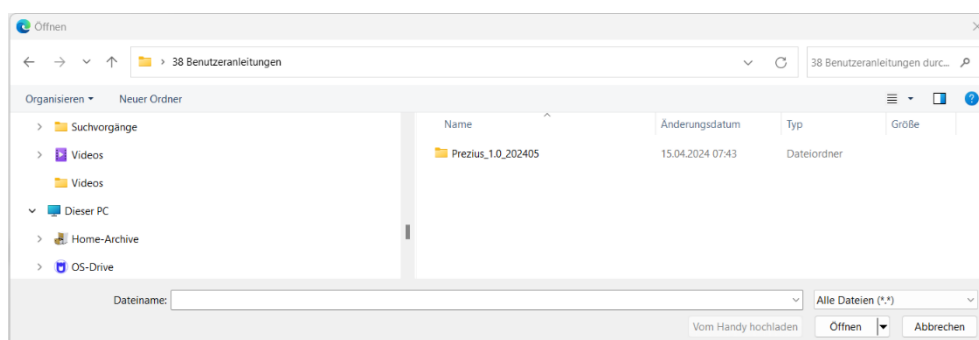 Öffnen
38 Benutzeranleitungen
38 Benutzeranleitungen durc...
Organisieren
Neuer Ordner
Suchvorgänge
Videos
Videos
Dieser PC
Home-Archive
OS-Drive
Name Änderungsdatum Typ Größe
Prezius_1.0_202405 15.04.2024 07:43 Dateiordner
Dateiname:
Alle Dateien (*.*)
Vom Handy hochladen Öffnen Abbrechen